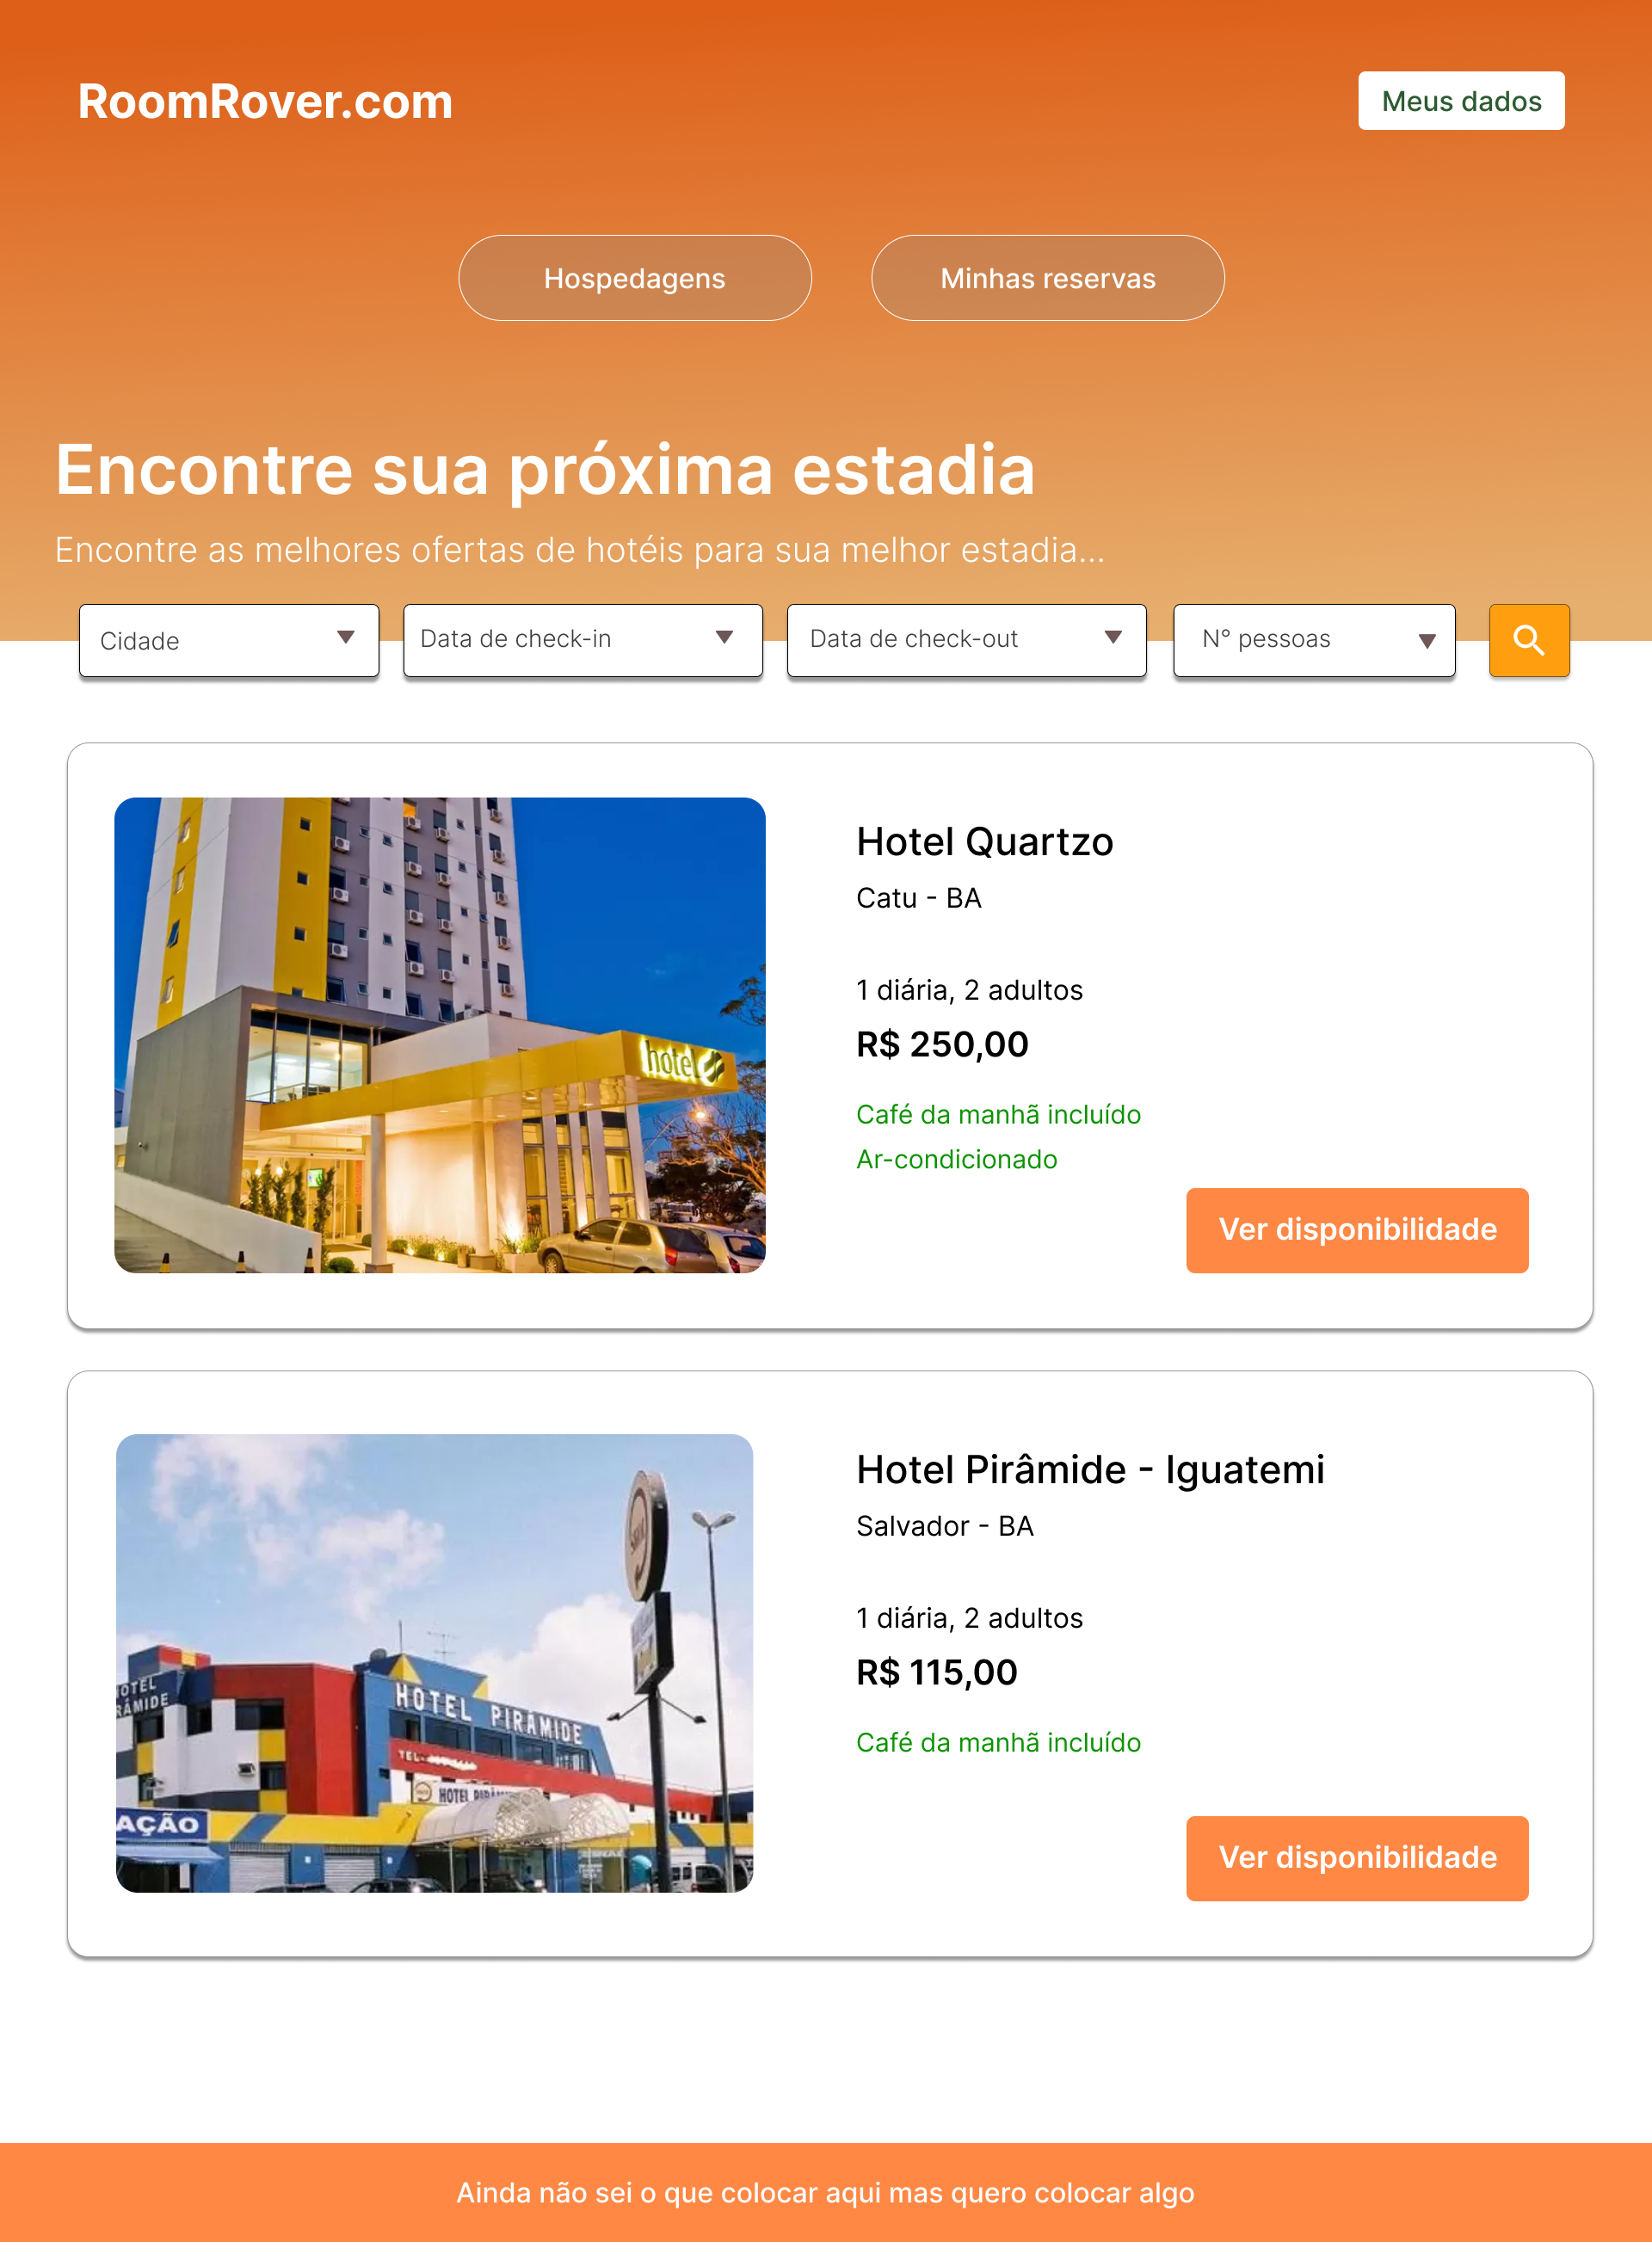 RoomRover.com
Meus dados
Hospedagens
Minhas reservas
Encontre sua próxima estadia
Encontre as melhores ofertas de hotéis para sua melhor estadia...
Cidade
Data de check-in
Data de check-out
N° pessoas
hotel
Hotel Quartzo
Catu - BA
1 diária, 2 adultos
R$ 250,00
Café da manhã incluído
Ar-condicionado
Ver disponibilidade
HOTEL PIRÂMIDE
TEL
HOTEL
AÇÃO
Hotel Pirâmide - Iguatemi
Salvador - BA
1 diária, 2 adultos
R$ 115,00
Café da manhã incluído
Ver disponibilidade
Ainda não sei o que colocar aqui mas quero colocar algo